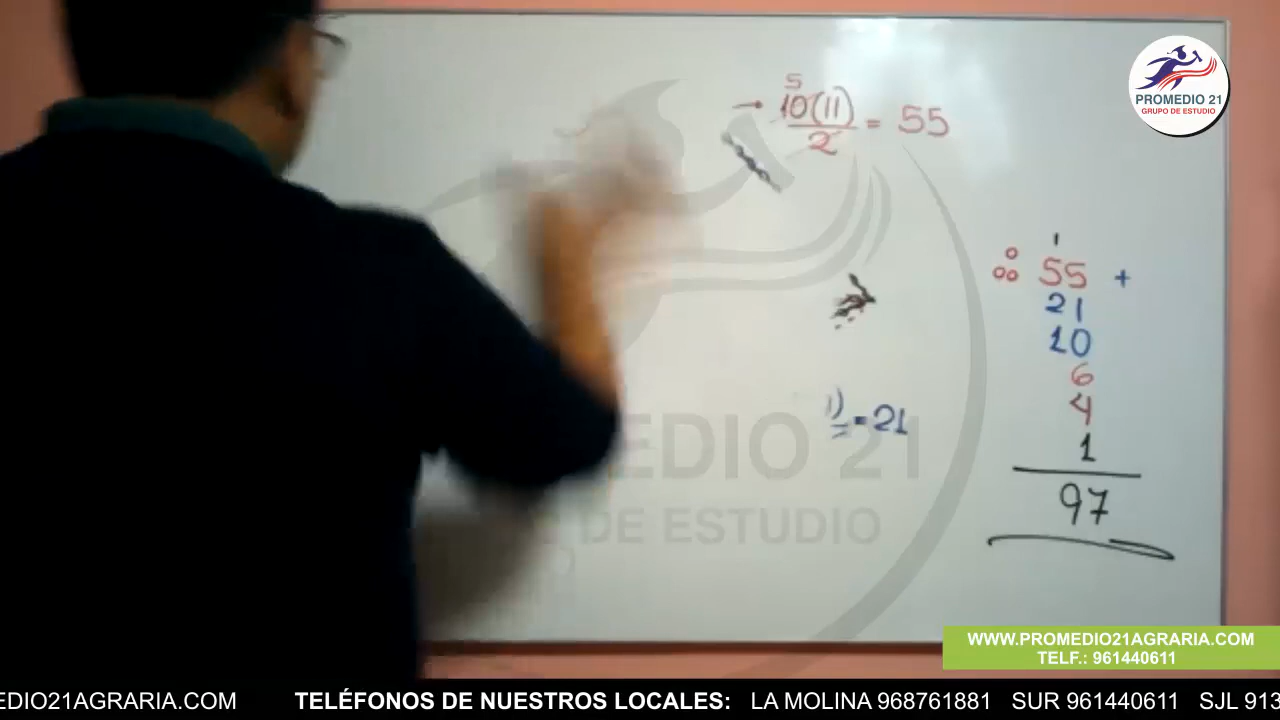 PROMEDIO 21
GRUPO DE ESTUDIO
5
→ 10(11)
2
= 55
1
55 +
21
10
6
4
1
97
1) = 21
EDIO 21
DE ESTUDIO
WWW.PROMEDIO21AGRARIA.COM
TELF.: 961440611
EDIO21AGRARIA.COM TELÉFONOS DE NUESTROS LOCALES: LA MOLINA 968761881 SUR 961440611 SJL 913